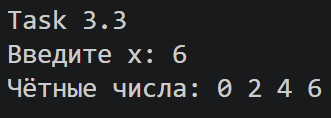 Task 3.3
Введите x: 6
Чётные числа: 0 2 4 6